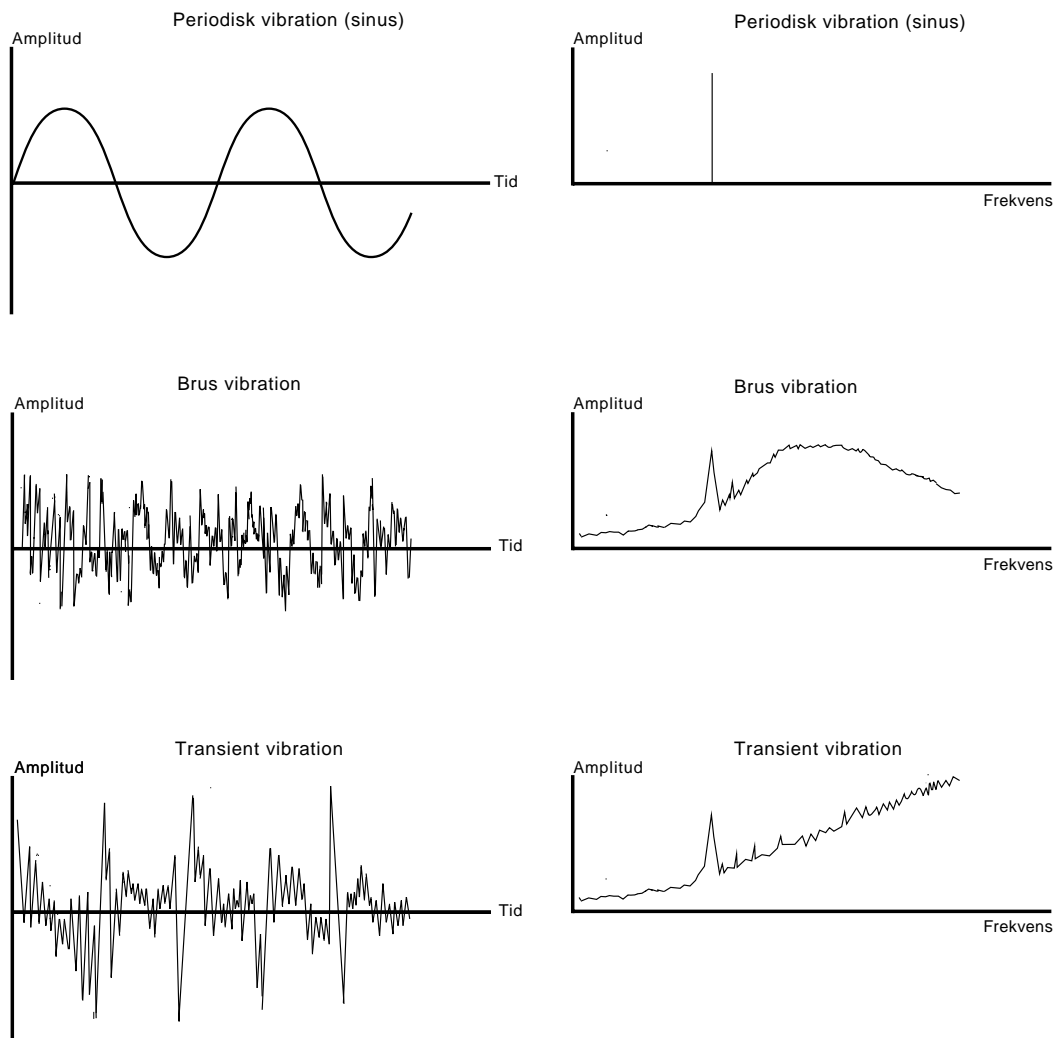 Periodisk vibration (sinus)
Amplitud
Tid
Periodisk vibration (sinus)
Amplitud
Frekvens
Brus vibration
Amplitud
Tid
Brus vibration
Amplitud
Frekvens
Transient vibration
Amplitud
Tid
Transient vibration
Amplitud
Frekvens